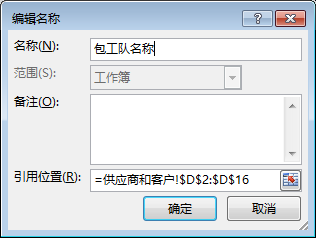 编辑名称
名称(N):
包工队名称
范围(S):
工作簿
备注(O):
引用位置(R):
=供应商和客户!$D$2:$D$16
确定
取消